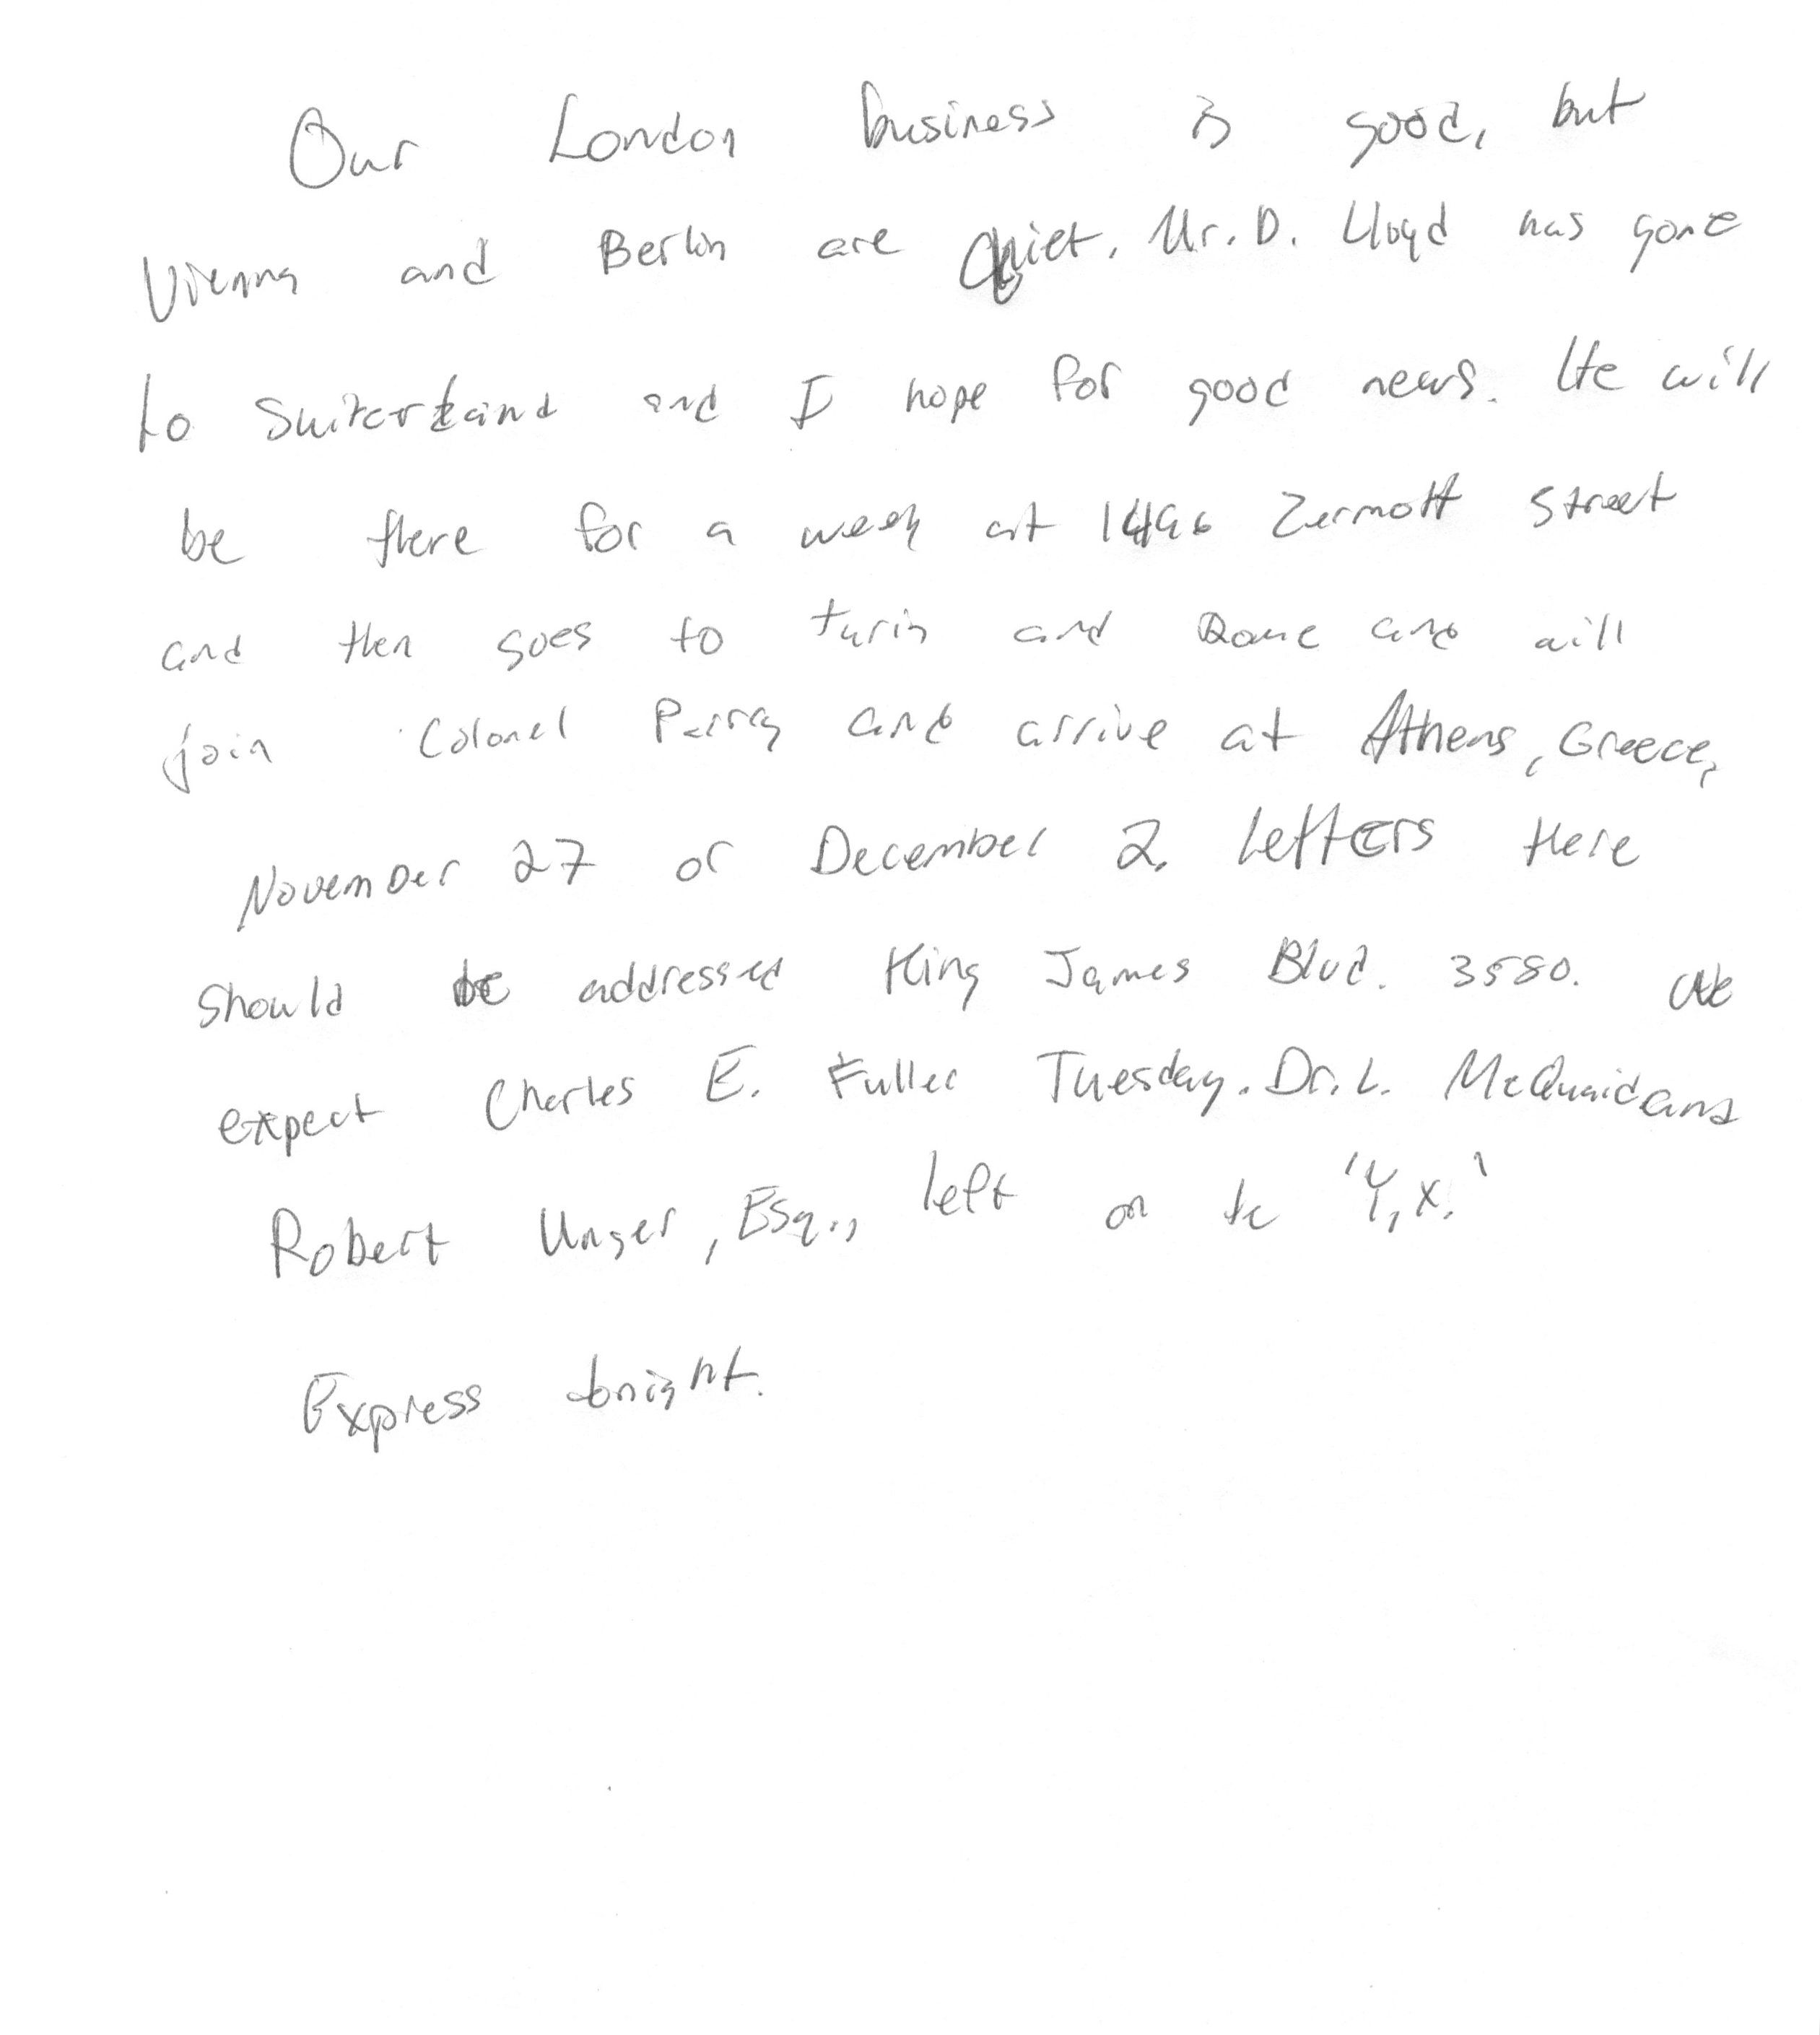 Our London business is good, but
Vienna and Berlin are quiet. Mr. D. Lloyd has gone
to Switzerland and I hope for good news. He will
be there for a week at 1496 Zermott Street
and then goes to turin and Rome and will
join Colonel Perry and arrive at Athens, Greece,
November 27 or December 2. Letters there
should be addressed King James Blvd. 3580. We
expect Charles E. Fuller Tuesday. Dr. L. McQuaid and
Robert Unger, Esq., left on te 'Y, X.'
Express tonight.